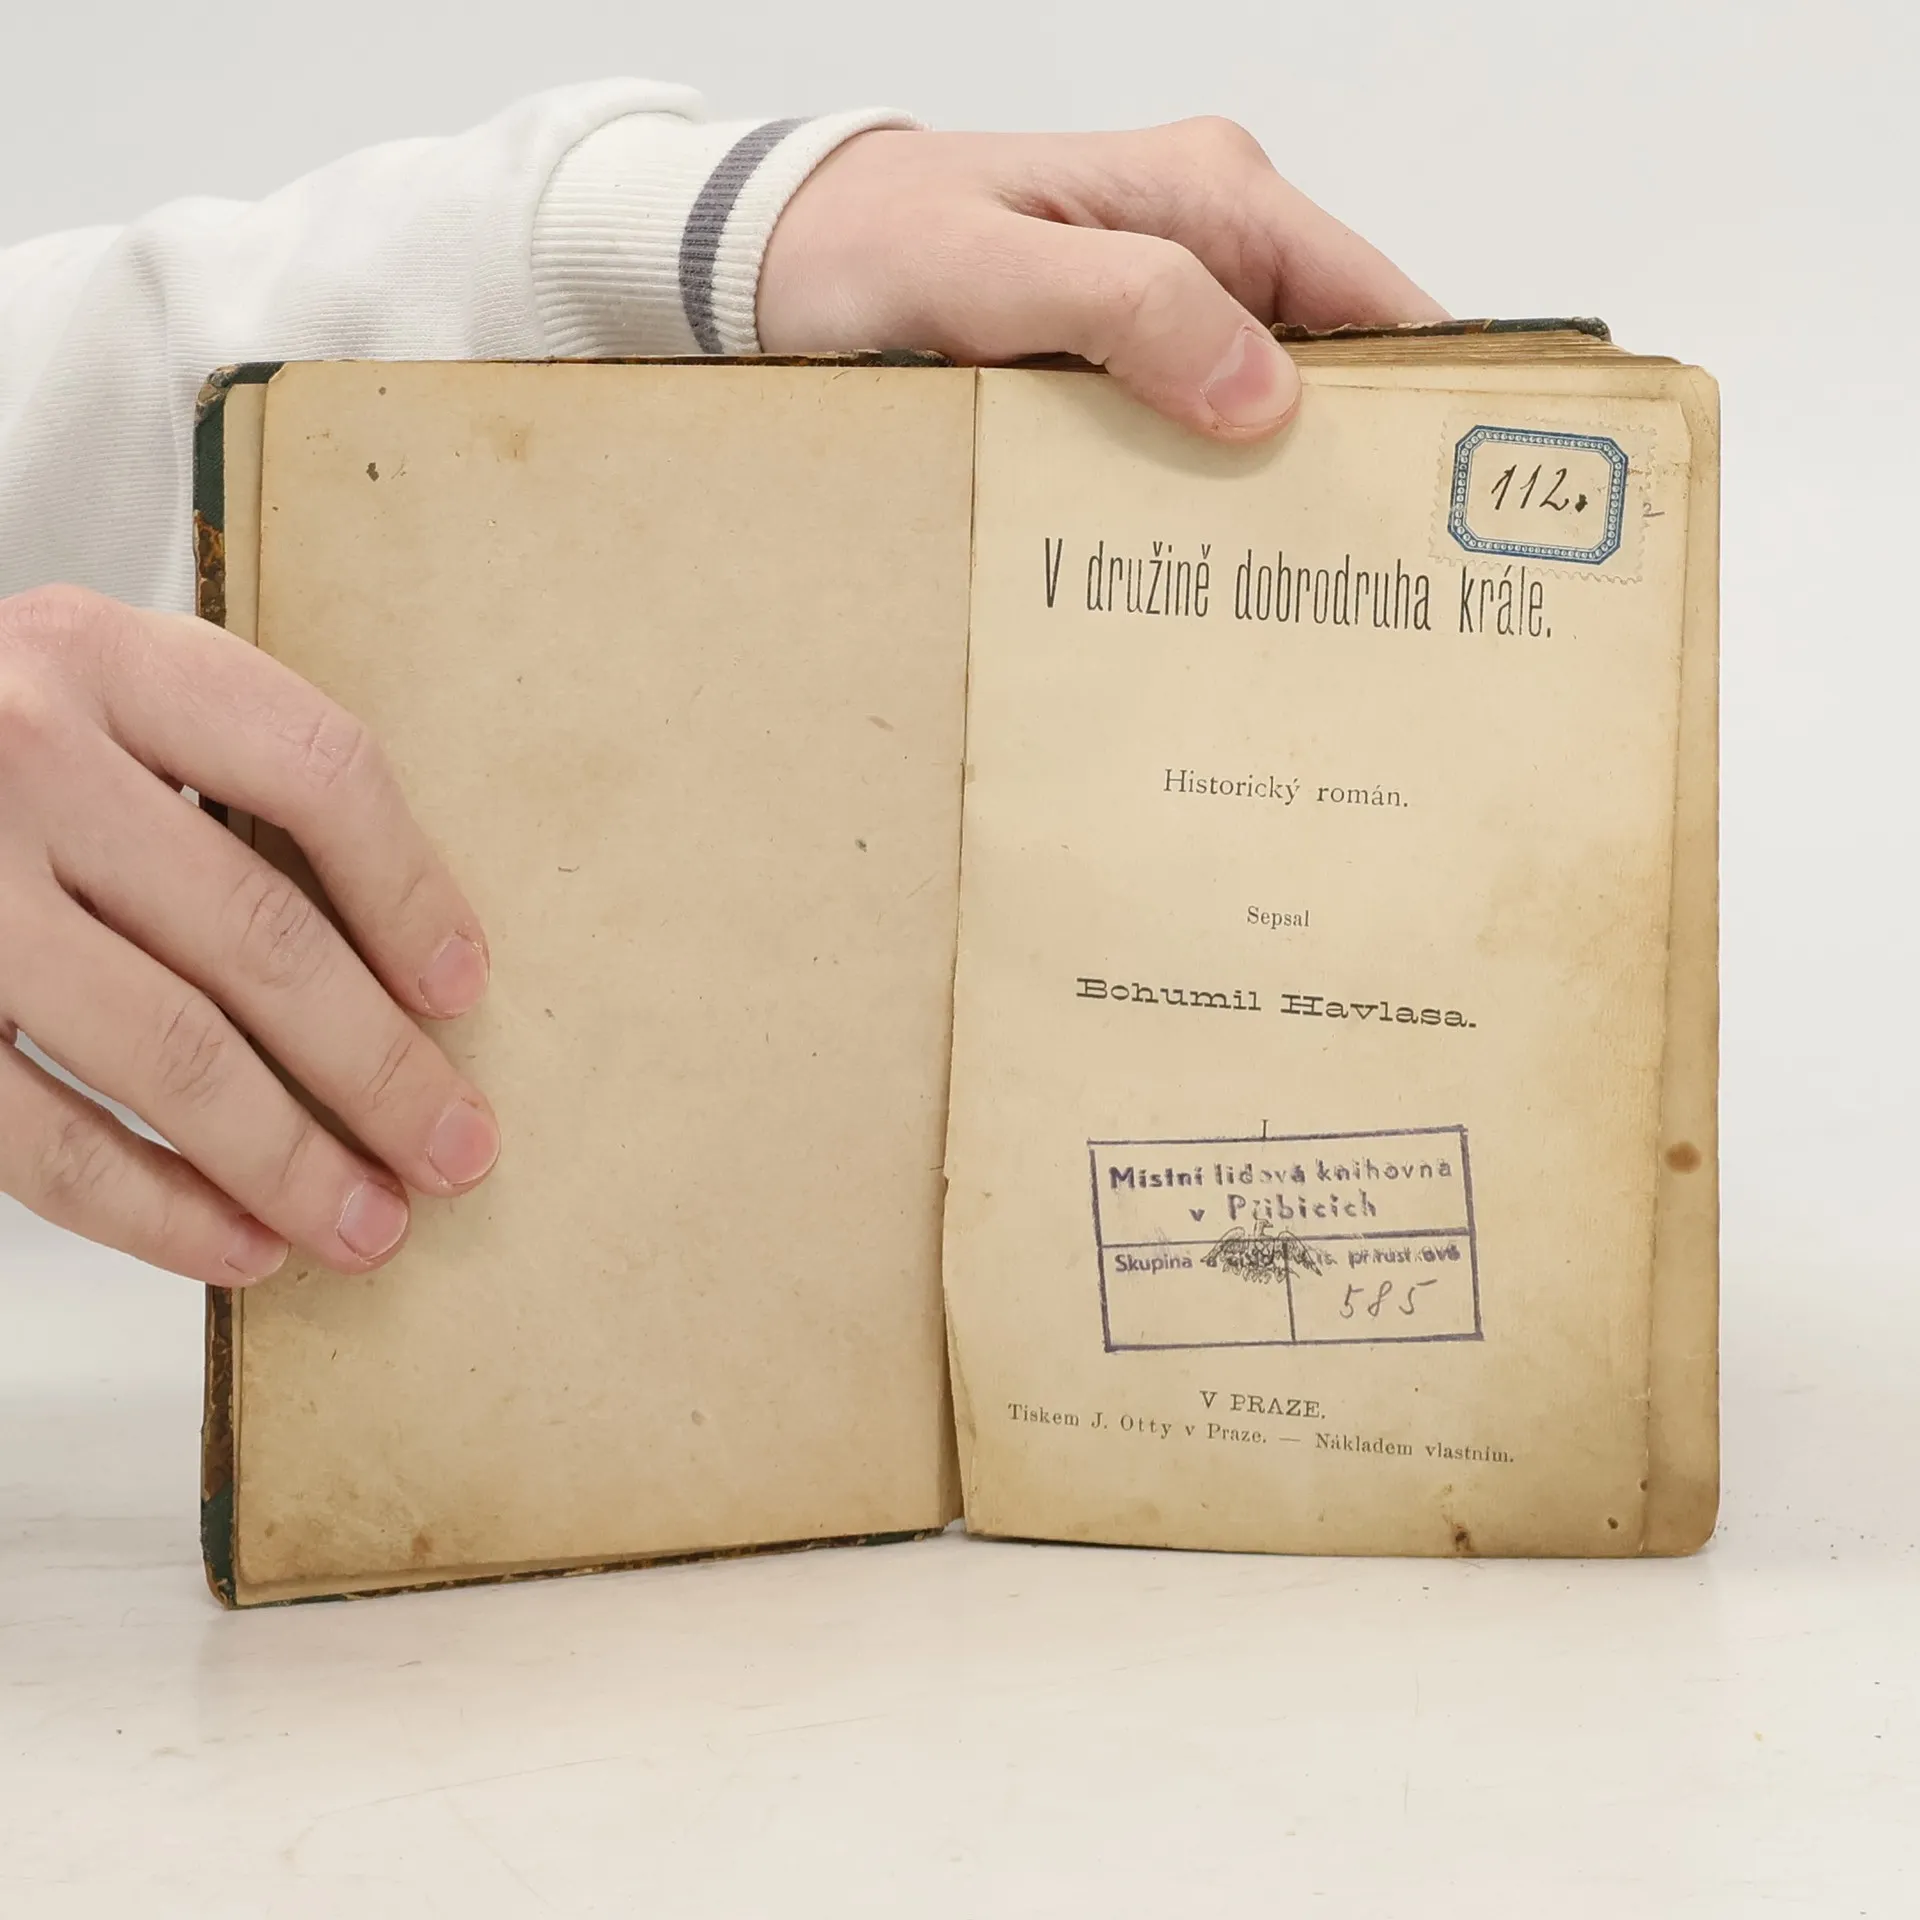 112.
V družině dobrodruha krále.
Historický román.
Sepsal
Bohumil Havlasa.
I
Místní lidová knihovna
v Přibicích
Skupina
585
V PRAZE.
Tiskem J. Otty v Praze. — Nákladem vlastním.